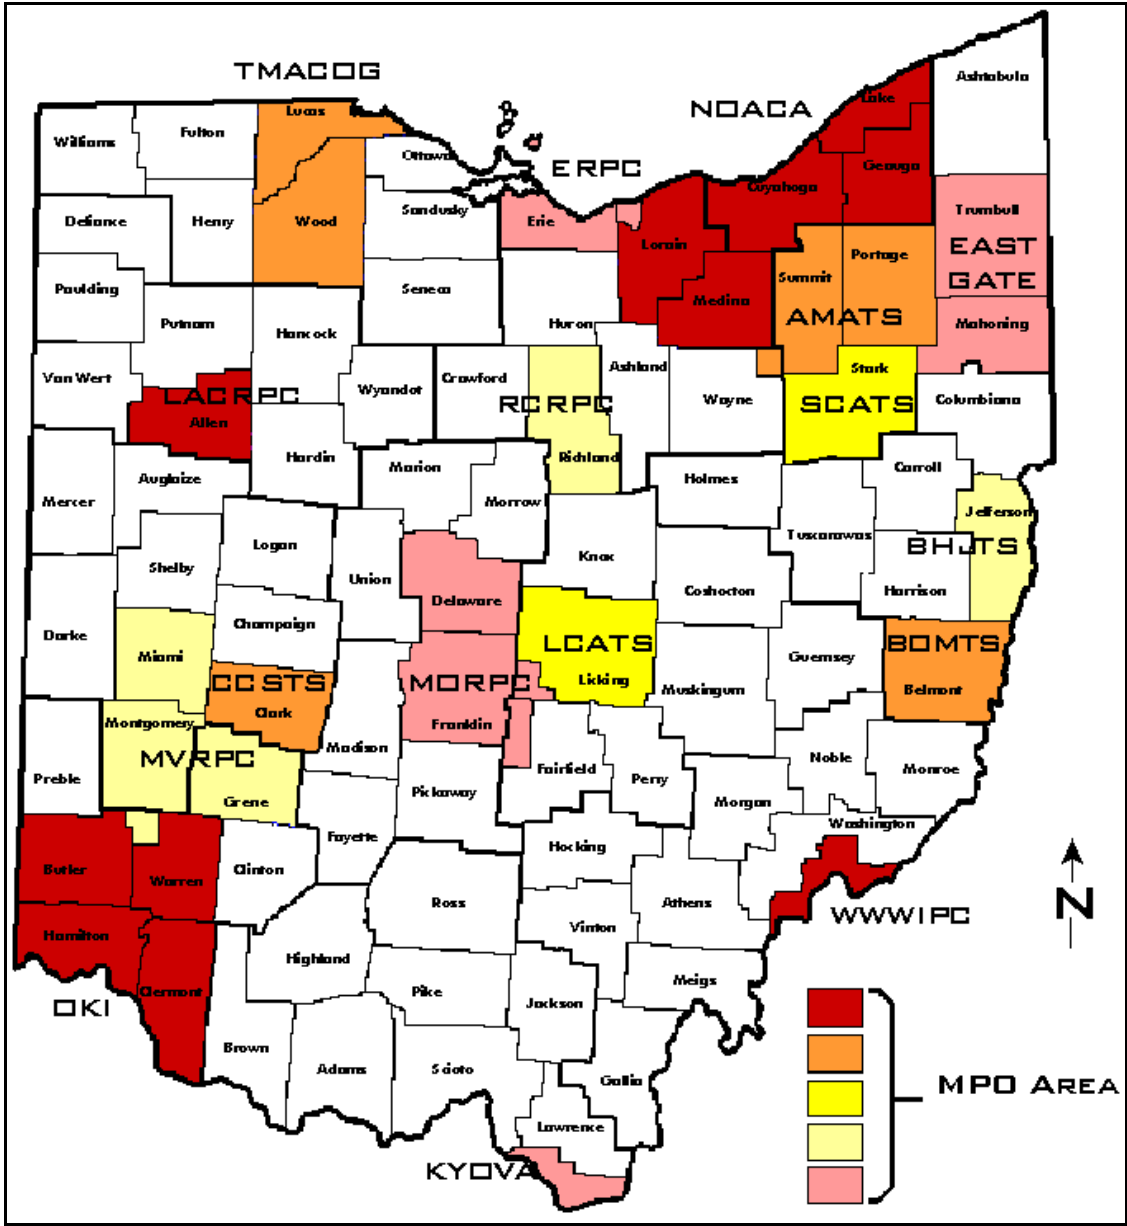 TMACOG
NOACA
Ashtabula
Lake
Lucas
Williams
Fulton
Ottawa
ERPC
Geauga
Cuyahoga
Defiance
Henry
Wood
Sandusky
Erie
Lorain
Trumbull
EAST
GATE
Portage
Summit
Paulding
Seneca
Medina
Putnam
Hancock
Huron
AMATS
Mahoning
Van Wert
LACRPC
Allen
Wyandot
Crawford
Ashland
RCRPC
Wayne
Stark
SCATS
Columbiana
Hardin
Marion
Richland
Carroll
Auglaize
Holmes
Mercer
Morrow
Jefferson
Tuscarawas
BHJTS
Logan
Shelby
Union
Knox
Coshocton
Harrison
Delaware
Champaign
Darke
Miami
LCATS
Licking
Guernsey
BOMTS
Belmont
CCSTS
Clark
MORPC
Franklin
Muskingum
Montgomery
MVRPC
Madison
Noble
Monroe
Preble
Grene
Pickaway
Fairfield
Perry
Morgan
Washington
Fayette
Hocking
Butler
Warren
Clinton
Ross
Athens
WWWIPC
N
Hamilton
Vinton
Highland
Meigs
Clermont
OKI
Pike
Jackson
Brown
Adams
Scioto
Gallia
MPO AREA
Lawrence
KYOVA